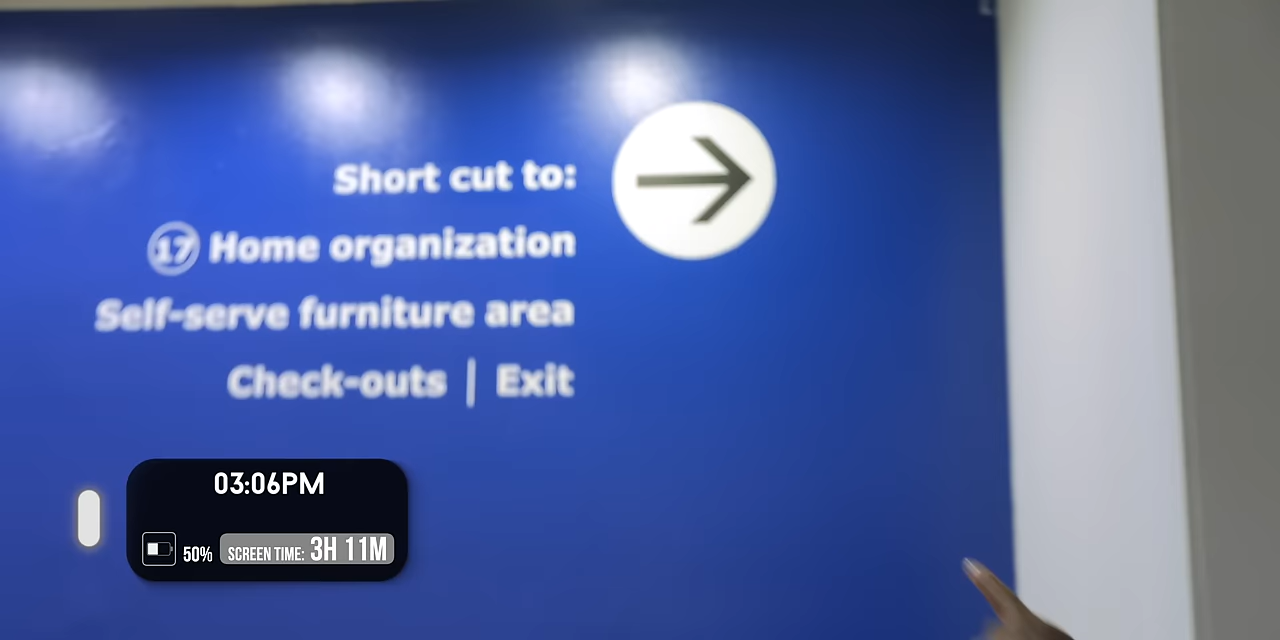 Short cut to:
17 Home organization
Self-serve furniture area
Check-outs | Exit
03:06PM
50% SCREEN TIME: 3H 11M